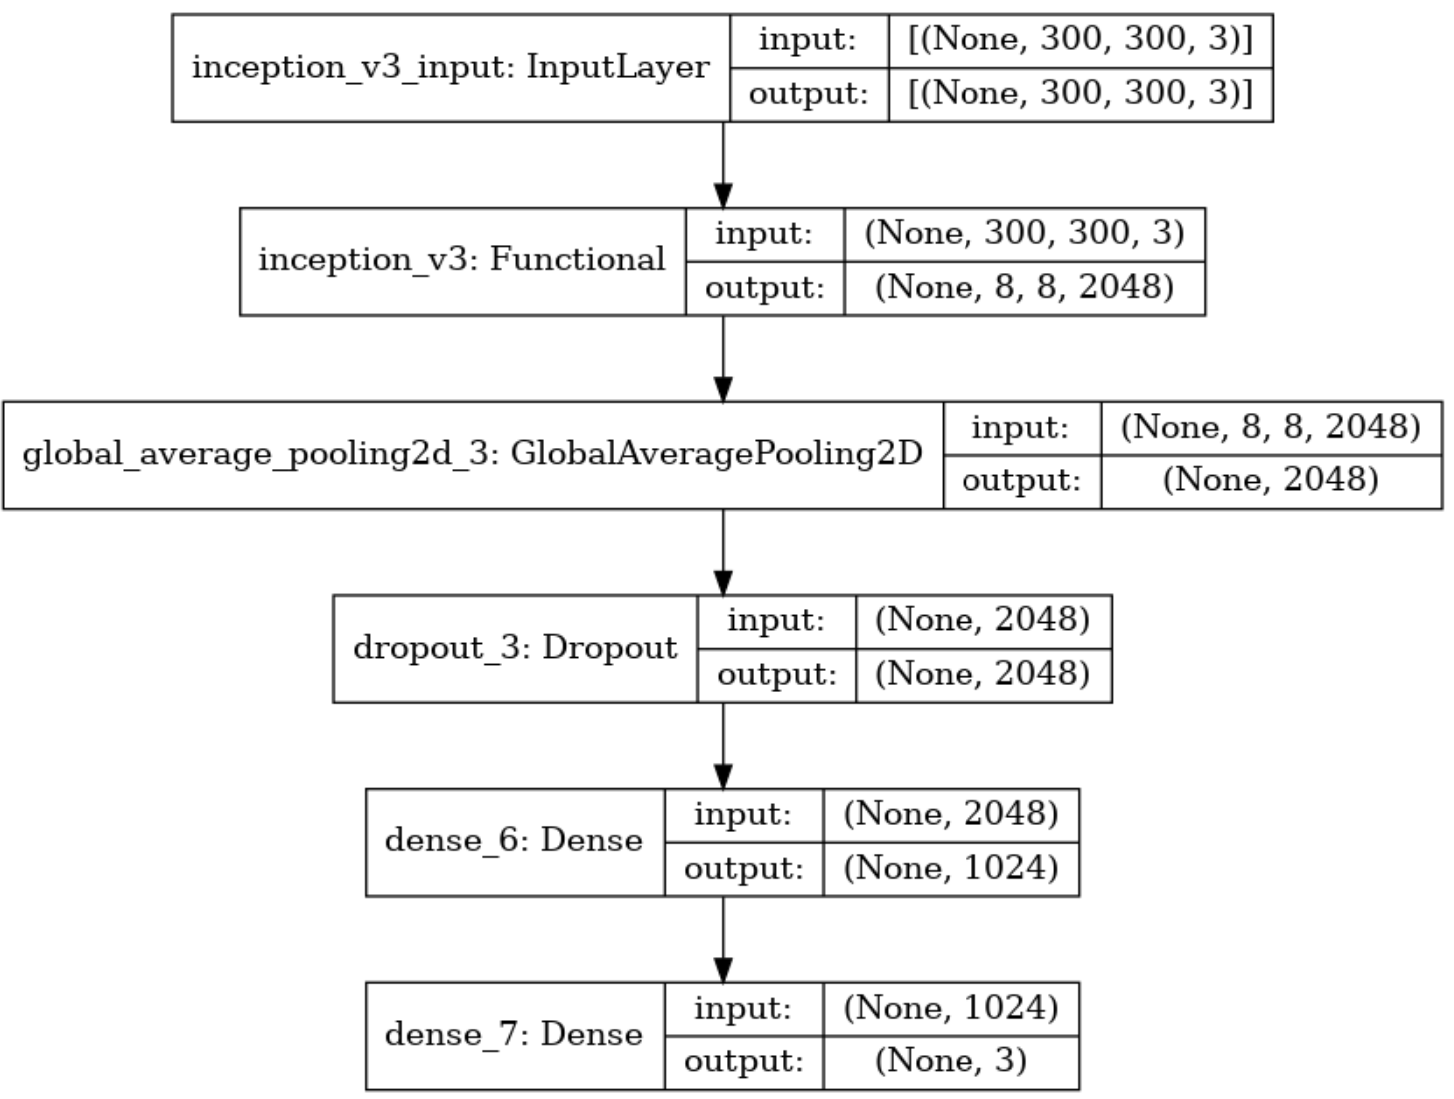 inception_v3_input: InputLayer
input: [(None, 300, 300, 3)]
output: [(None, 300, 300, 3)]
inception_v3: Functional
input: (None, 300, 300, 3)
output: (None, 8, 8, 2048)
global_average_pooling2d_3: GlobalAveragePooling2D
input: (None, 8, 8, 2048)
output: (None, 2048)
dropout_3: Dropout
input: (None, 2048)
output: (None, 2048)
dense_6: Dense
input: (None, 2048)
output: (None, 1024)
dense_7: Dense
input: (None, 1024)
output: (None, 3)